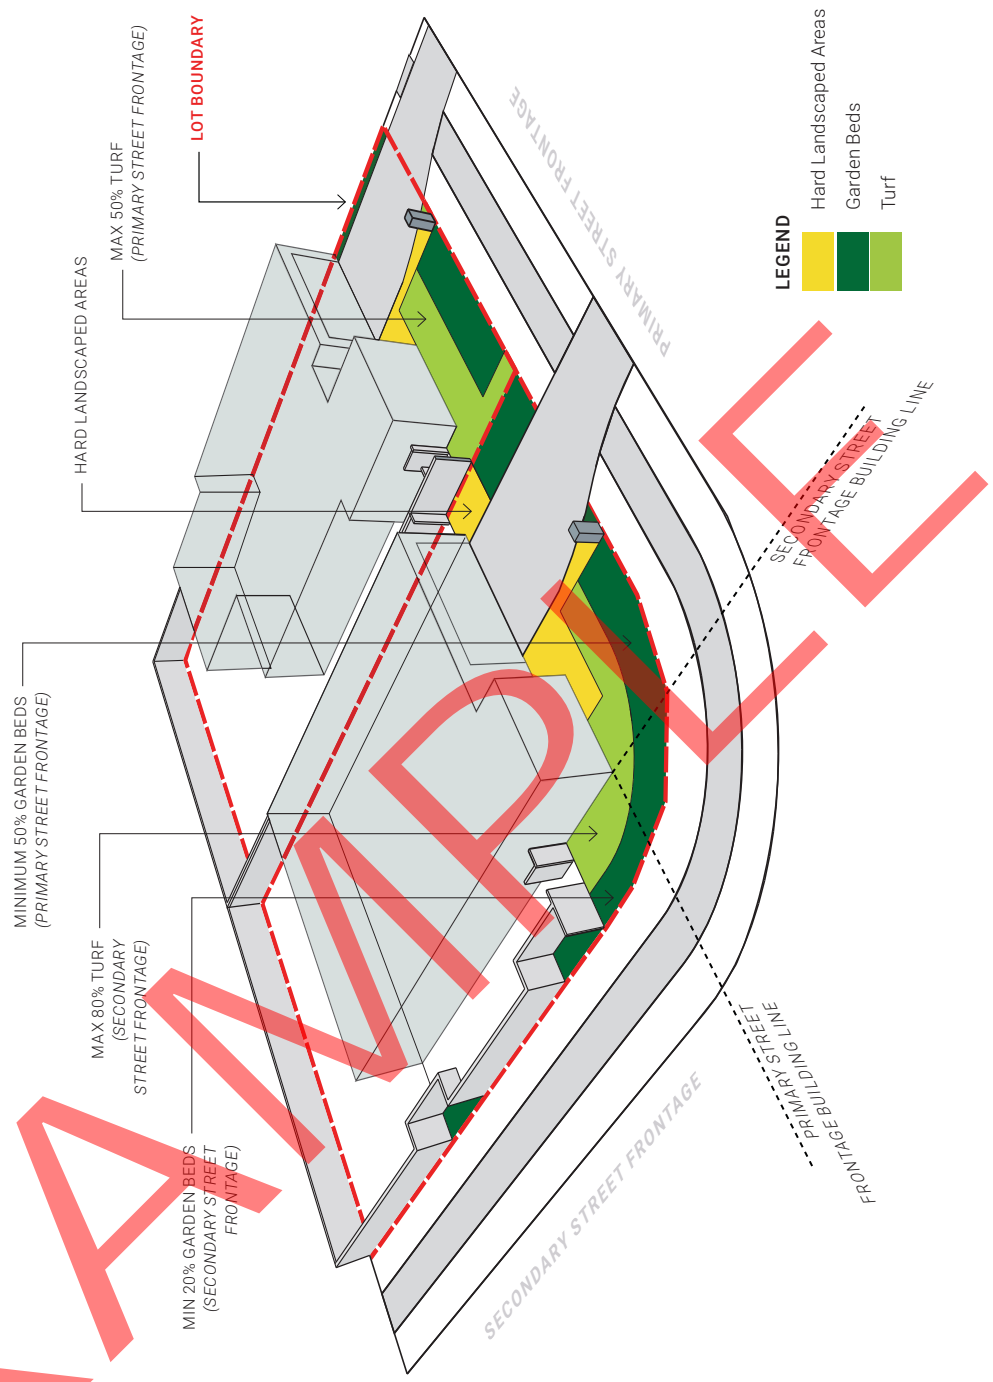 MIN 20% GARDEN BEDS
(SECONDARY STREET
FRONTAGE)
MAX 80% TURF
(SECONDARY
STREET FRONTAGE)
MINIMUM 50% GARDEN BEDS
(PRIMARY STREET FRONTAGE)
HARD LANDSCAPED AREAS
MAX 50% TURF
(PRIMARY STREET FRONTAGE)
LOT BOUNDARY
SECONDARY STREET FRONTAGE
PRIMARY STREET FRONTAGE
PRIMARY STREET
FRONTAGE BUILDING LINE
SECONDARY STREET
FRONTAGE BUILDING LINE
LEGEND
Hard Landscaped Areas
Garden Beds
Turf
AMPLE